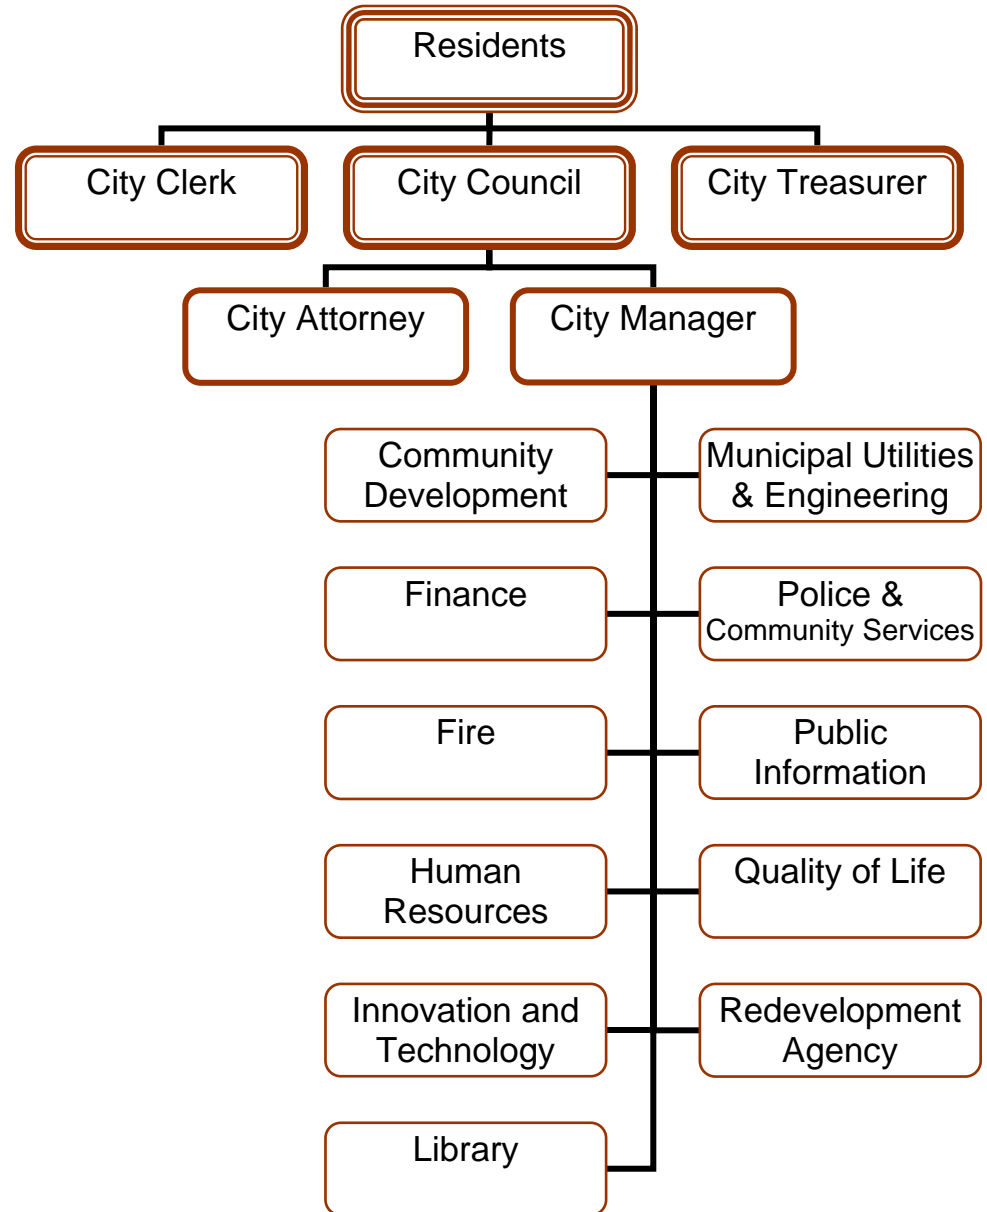 Residents
City Clerk
City Council
City Treasurer
City Attorney
City Manager
Community
Development
Municipal Utilities
& Engineering
Finance
Police &
Community Services
Fire
Public
Information
Human
Resources
Quality of Life
Innovation and
Technology
Redevelopment
Agency
Library